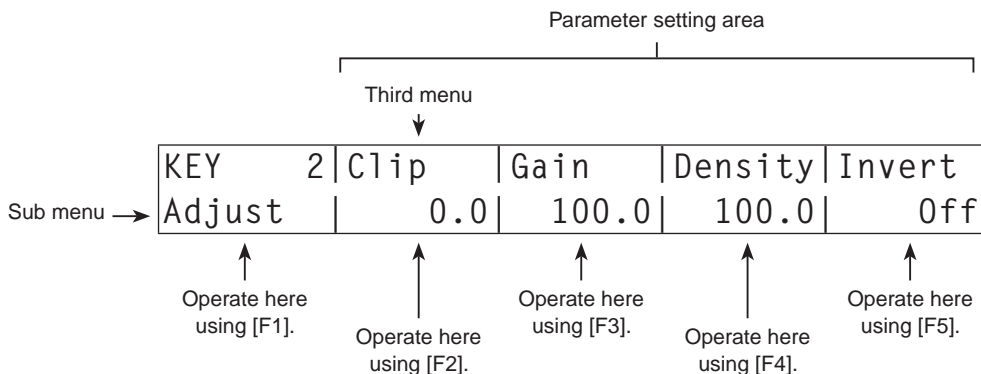 Parameter setting area
Third menu
KEY 2|Clip |Gain |Density|Invert
Sub menu
Adjust | 0.0| 100.0| 100.0| Off
Operate here
using [F1].
Operate here
using [F2].
Operate here
using [F3].
Operate here
using [F4].
Operate here
using [F5].